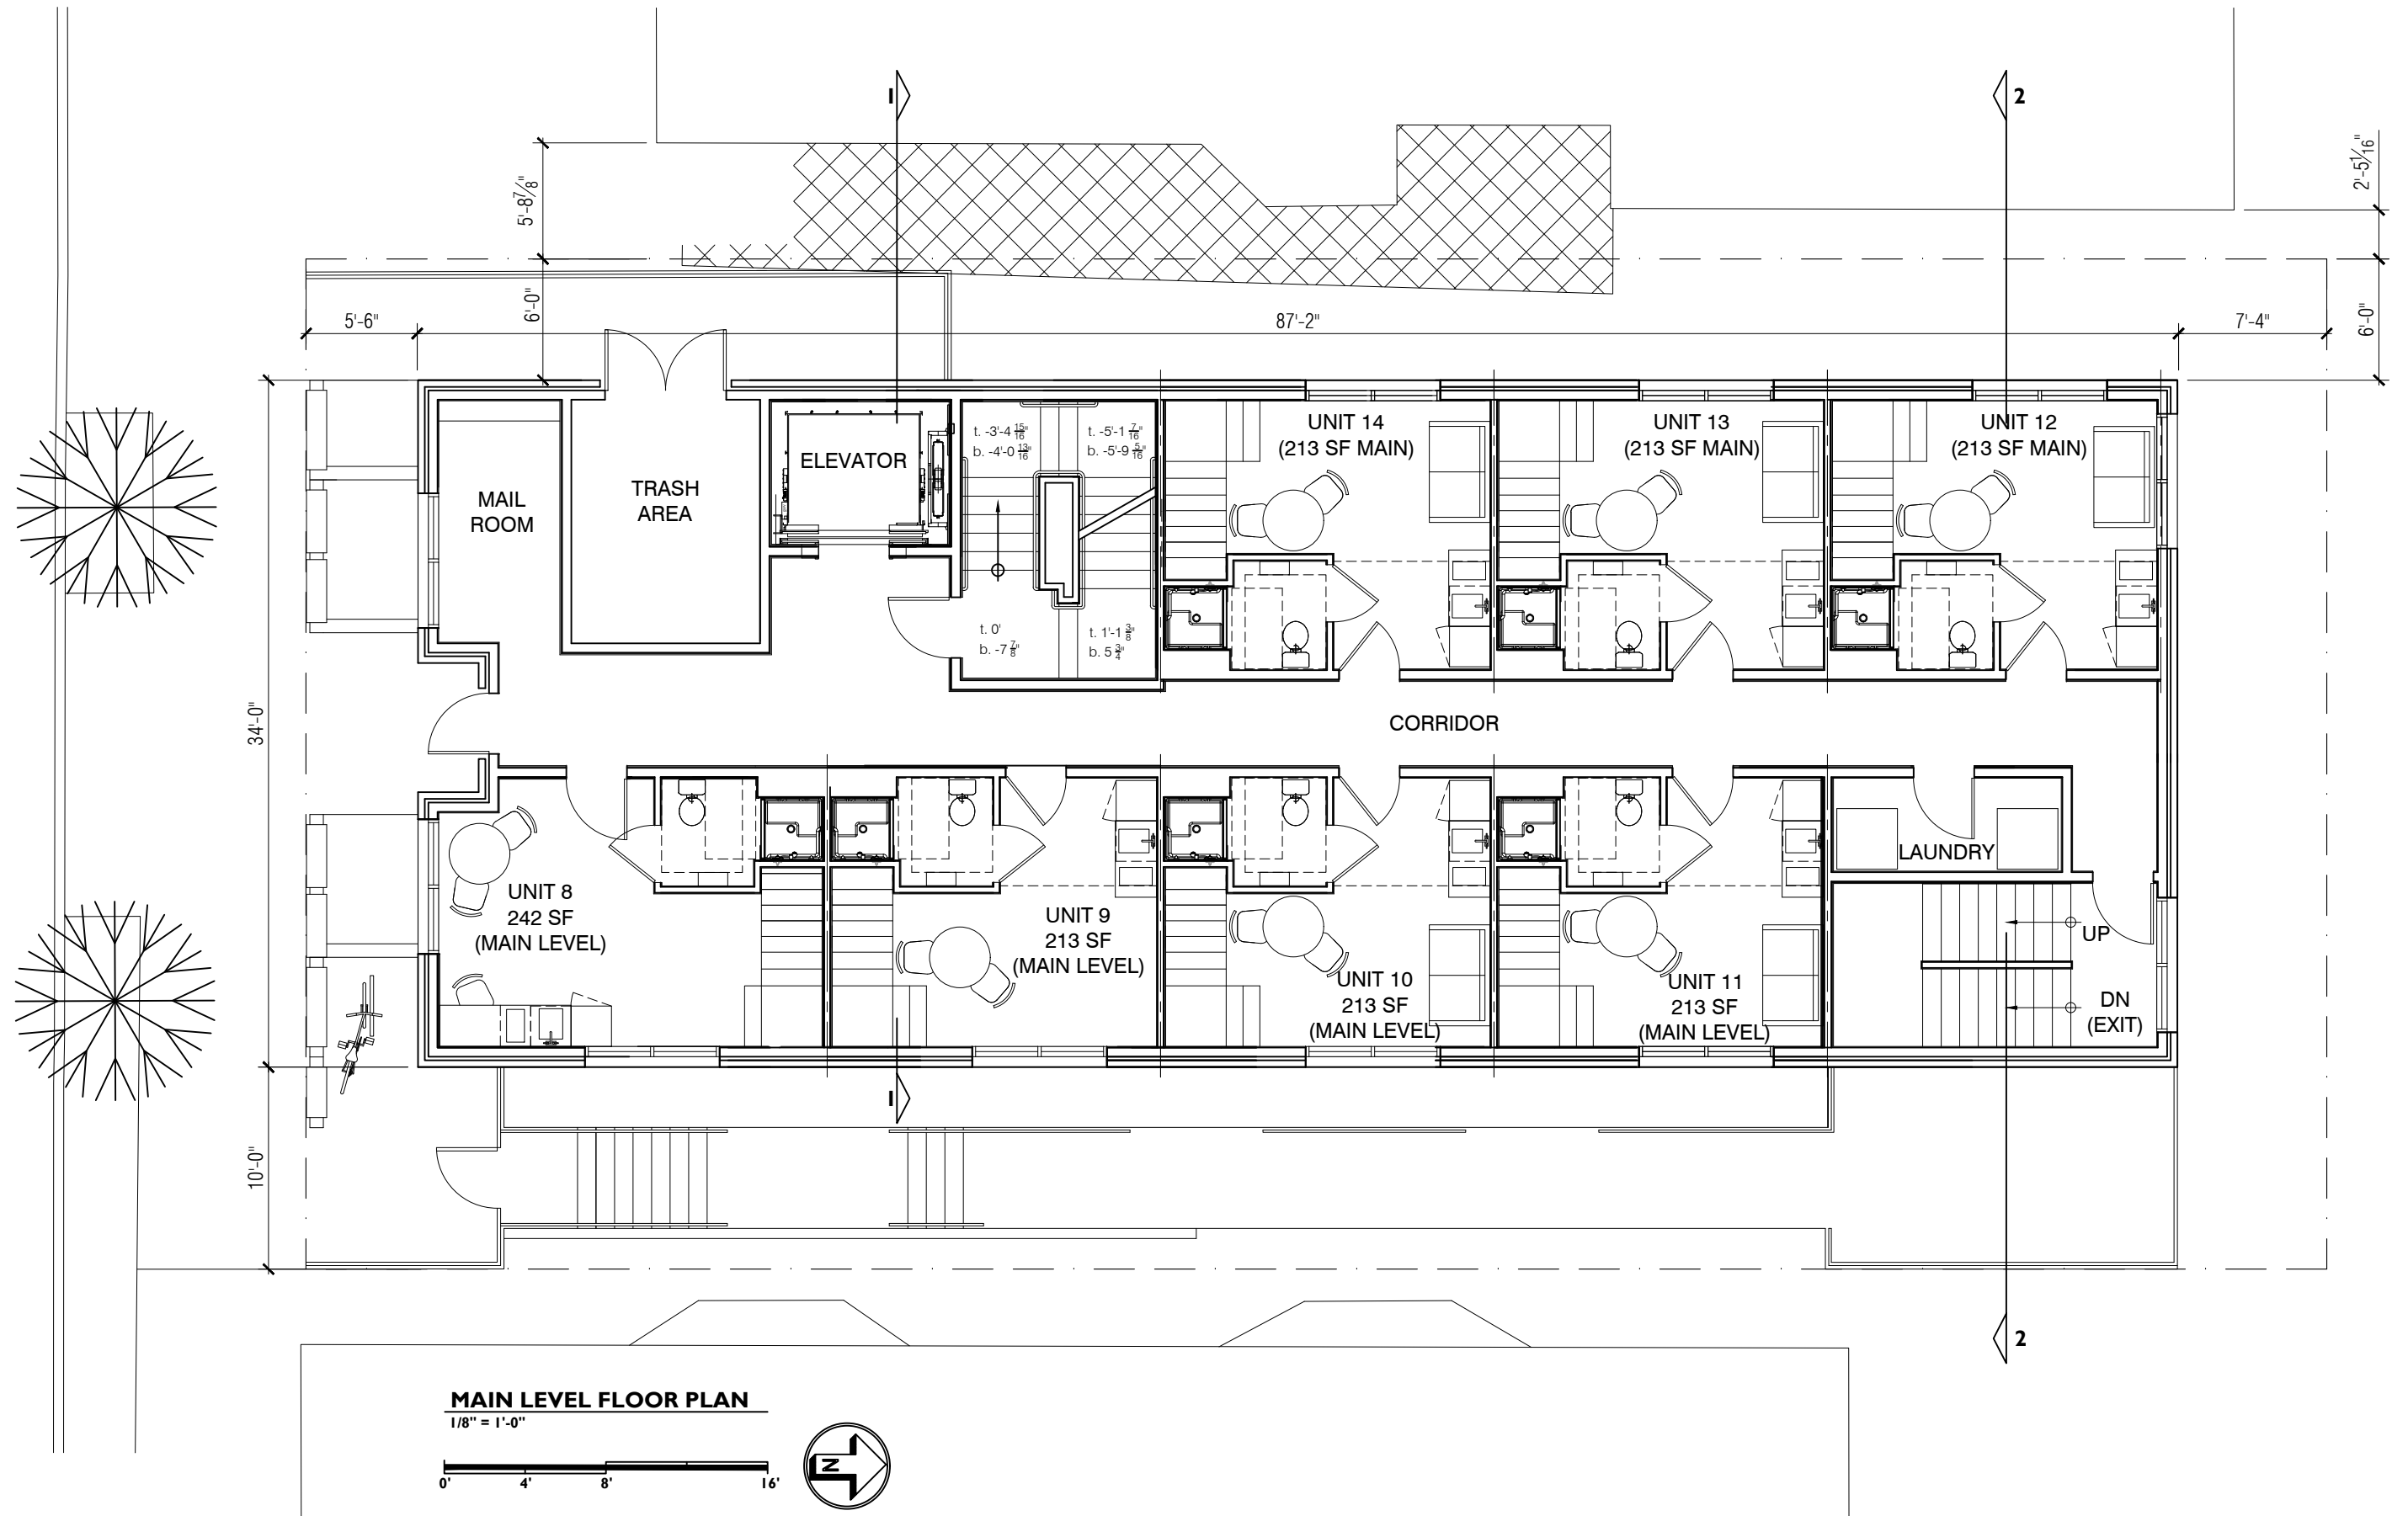 1
2
2'-5 1/16"
5'-8 7/8"
6'-0"
6'-0"
5'-6"
87'-2"
7'-4"
34'-0"
10'-0"
MAIL
ROOM
TRASH
AREA
ELEVATOR
t. -3'-4 15/16"
b. -4'-0 13/16"
t. -5'-1 7/16"
b. -5'-9 5/16"
t. 0'
b. -7 7/8"
t. 1'-1 3/8"
b. 5 3/4"
UNIT 14
(213 SF MAIN)
UNIT 13
(213 SF MAIN)
UNIT 12
(213 SF MAIN)
CORRIDOR
UNIT 8
242 SF
(MAIN LEVEL)
UNIT 9
213 SF
(MAIN LEVEL)
UNIT 10
213 SF
(MAIN LEVEL)
UNIT 11
213 SF
(MAIN LEVEL)
LAUNDRY
UP
DN
(EXIT)
1
2
MAIN LEVEL FLOOR PLAN
1/8" = 1'-0"
0' 4' 8' 16'
N